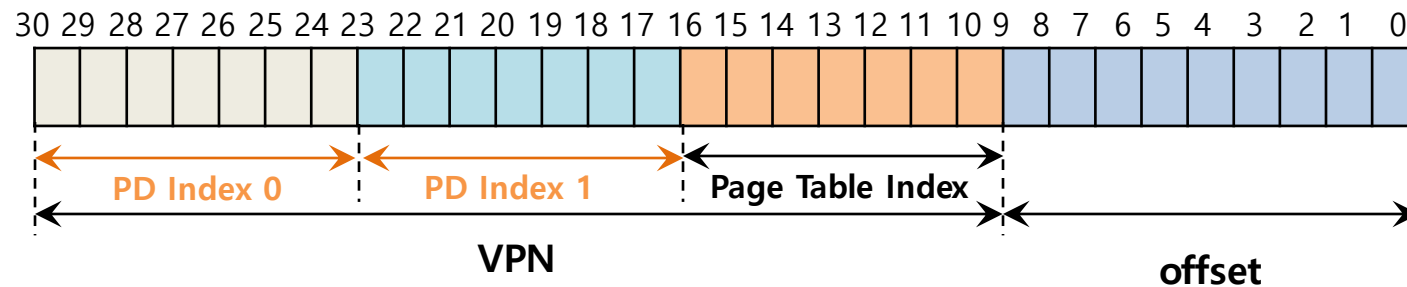 30 29 28 27 26 25 24 23 22 21 20 19 18 17 16 15 14 13 12 11 10 9 8 7 6 5 4 3 2 1 0
PD Index 0 PD Index 1 Page Table Index
VPN
offset